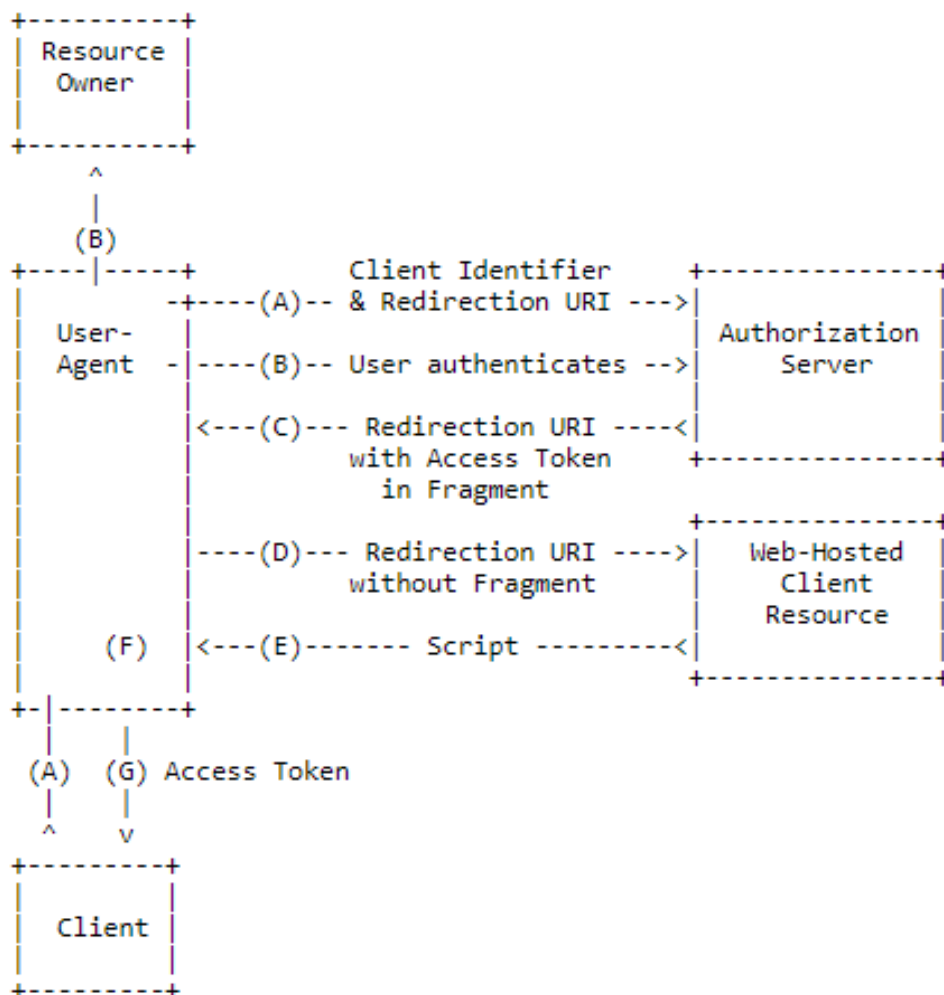 +----------+
| Resource |
|  Owner   |
|          |
+----------+
     ^
     |
    (B)
+----|-----+          Client Identifier     +---------------+
|         -+----(A)-- & Redirection URI --->|               |
|  User-   |                                | Authorization |
|  Agent  -|----(B)-- User authenticates -->|     Server    |
|          |                                |               |
|          |<---(C)--- Redirection URI ----<|               |
|          |          with Access Token     +---------------+
|          |            in Fragment
|          |                                +---------------+
|          |----(D)--- Redirection URI ---->|   Web-Hosted  |
|          |          without Fragment      |     Client    |
|          |                                |    Resource   |
|     (F)  |<---(E)------- Script ---------<|               |
|          |                                +---------------+
+-|--------+
  |    |
 (A)  (G) Access Token
  |    |
  ^    v
+---------+
|         |
|  Client |
|         |
+---------+